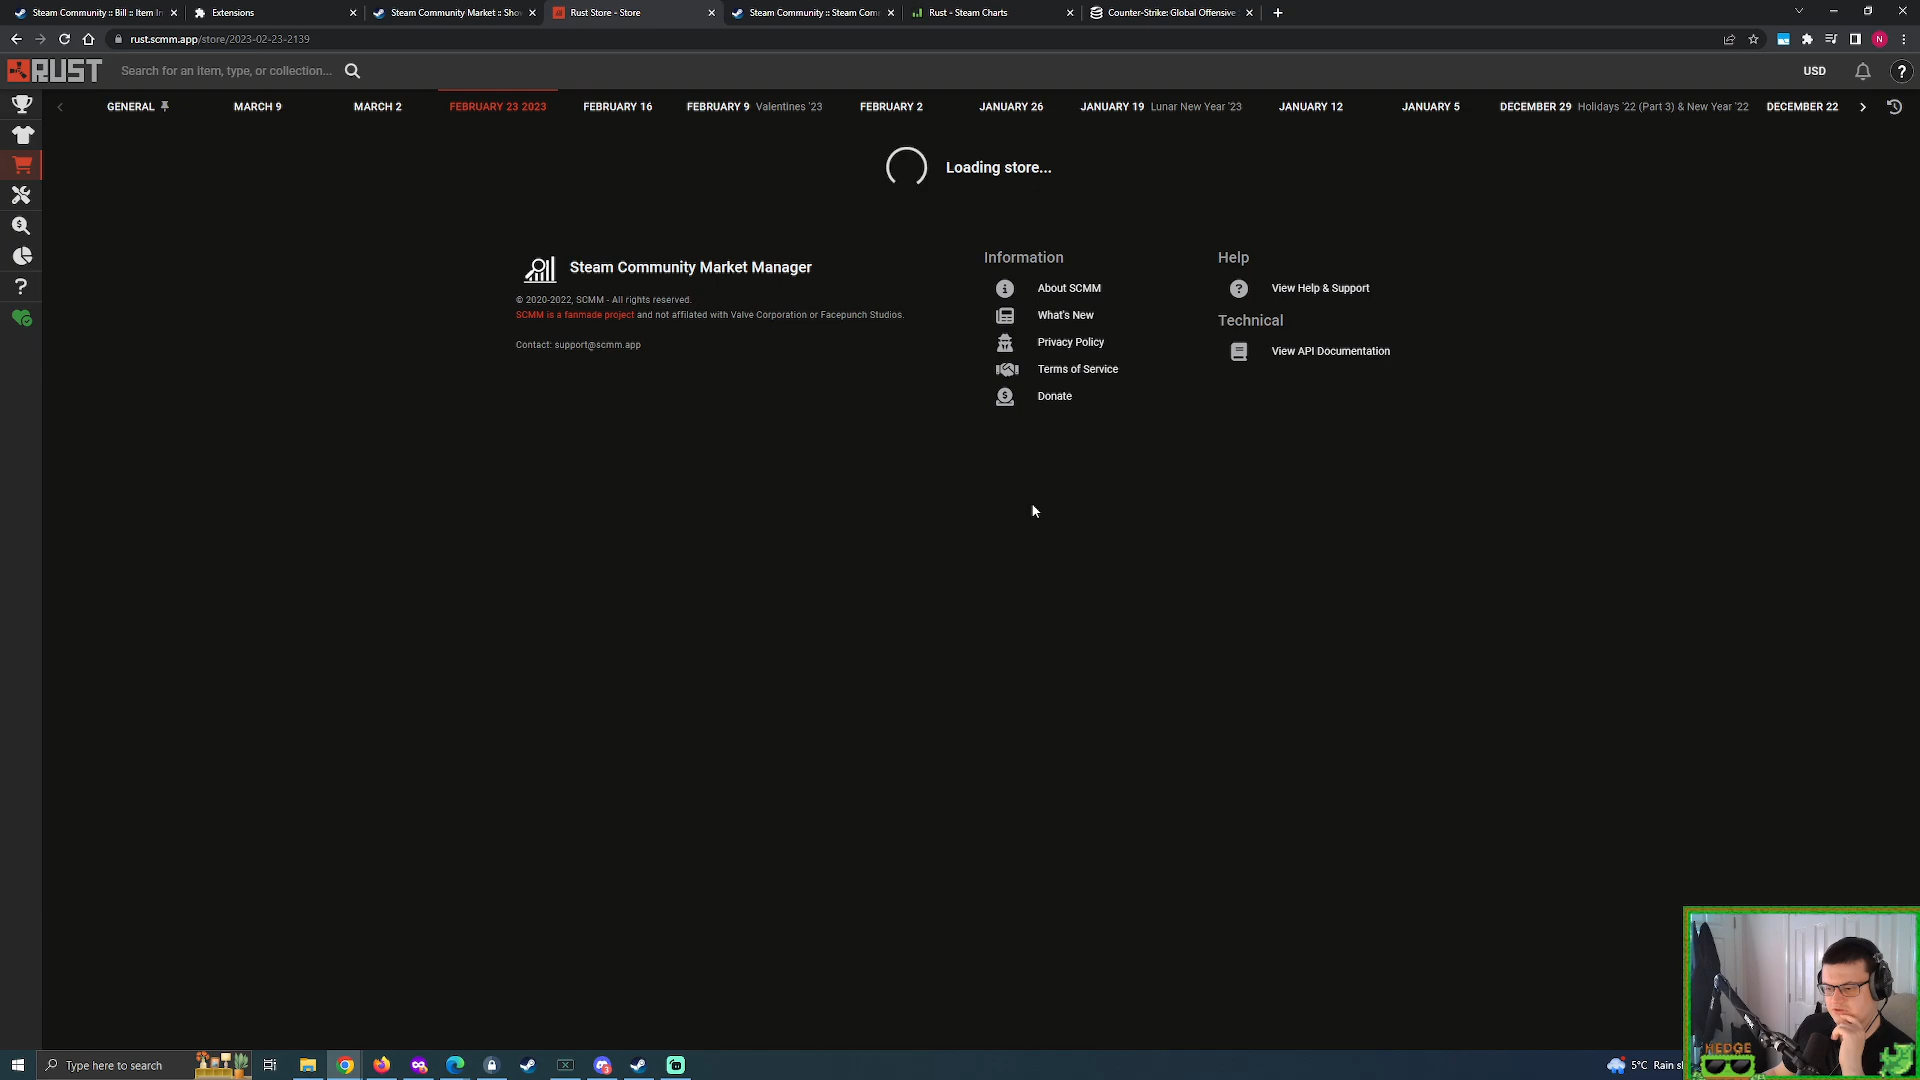 Steam Community :: Bill :: Item In
Extensions
Steam Community Market :: Sho
Rust Store - Store
Steam Community :: Steam Com
Rust - Steam Charts
Counter-Strike: Global Offensive
rust.scmm.app/store/2023-02-23-2139
N
RUST
Search for an item, type, or collection...
USD
?
GENERAL
MARCH 9
MARCH 2
FEBRUARY 23 2023
FEBRUARY 16
FEBRUARY 9 Valentines '23
FEBRUARY 2
JANUARY 26
JANUARY 19 Lunar New Year '23
JANUARY 12
JANUARY 5
DECEMBER 29 Holidays '22 (Part 3) & New Year '22
DECEMBER 22
Loading store...
Steam Community Market Manager
© 2020-2022, SCMM - All rights reserved.
SCMM is a fanmade project and not affilated with Valve Corporation or Facepunch Studios.
Contact: support@scmm.app
Information
About SCMM
What's New
Privacy Policy
Terms of Service
Donate
Help
View Help & Support
Technical
View API Documentation
HEDGE
Type here to search
5°C Rain s